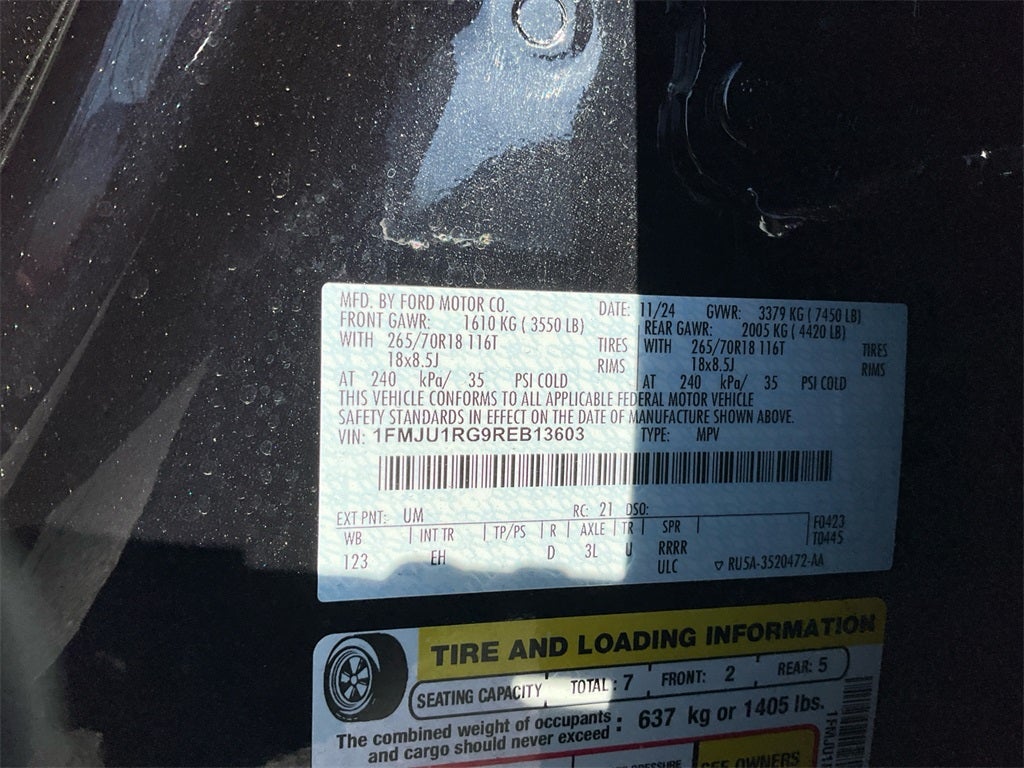 MFD. BY FORD MOTOR CO. DATE: 11/24 GVWR: 3379 KG ( 7450 LB)
FRONT GAWR: 1610 KG ( 3550 LB) REAR GAWR: 2005 KG ( 4420 LB)
WITH 265/70R18 116T TIRES WITH 265/70R18 116T TIRES
18x8.5J RIMS 18x8.5J RIMS
AT 240 kPa/ 35 PSI COLD AT 240 kPa/ 35 PSI COLD
THIS VEHICLE CONFORMS TO ALL APPLICABLE FEDERAL MOTOR VEHICLE
SAFETY STANDARDS IN EFFECT ON THE DATE OF MANUFACTURE SHOWN ABOVE.
VIN: 1FMJU1RG9REB13603 TYPE: MPV
EXT PNT: UM RC: 21 DSO:
WB INT TR TP/PS R AXLE TR SPR F0423
T0445
123 EH D 3L U RRRR
ULC ▽ RU5A-3520472-AA
TIRE AND LOADING INFORMATION
SEATING CAPACITY TOTAL : 7 FRONT: 2 REAR: 5
The combined weight of occupants : 637 kg or 1405 lbs.
and cargo should never exceed
PRESSURE SEE OWNERS
1FMJU1